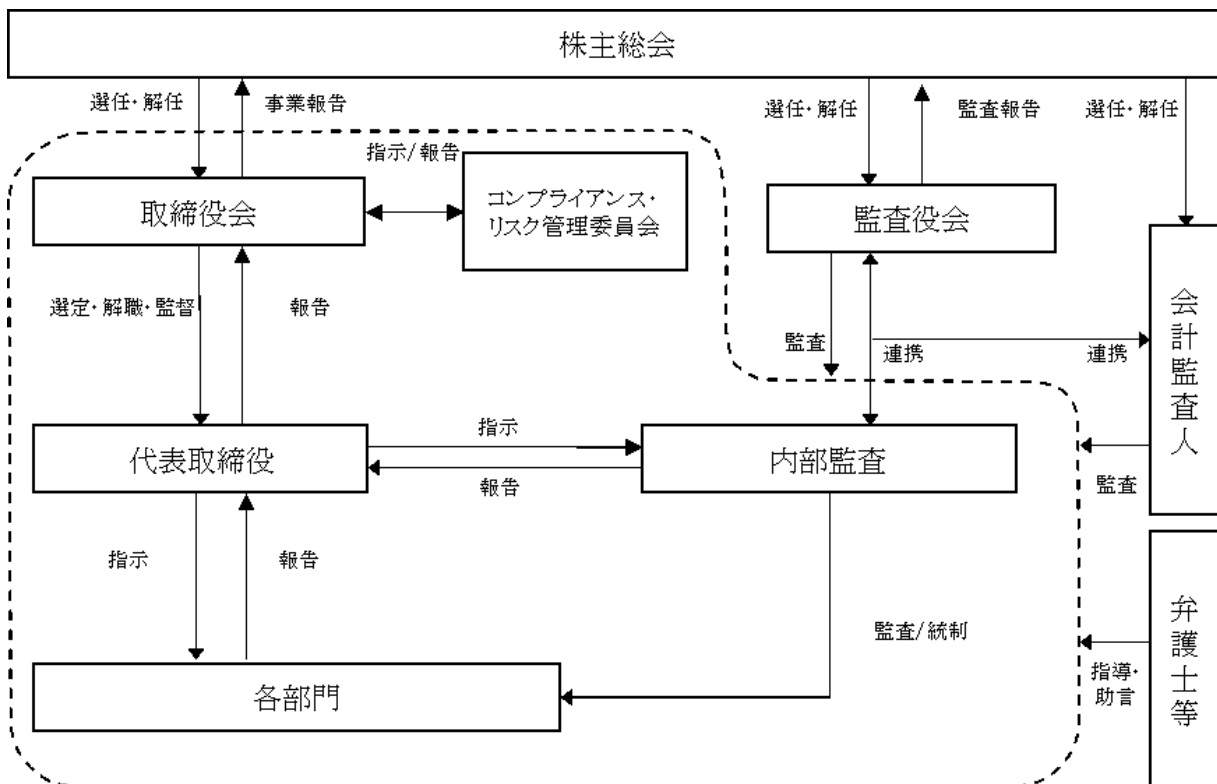 株主総会
選任・解任
事業報告
選任・解任
監査報告
選任・解任
指示/報告
取締役会
コンプライアンス・
リスク管理委員会
監査役会
選定・解職・監督
報告
監査
連携
連携
会計監査人
代表取締役
指示
報告
内部監査
監査
指示
報告
監査/統制
各部門
指導・
助言
弁護士等